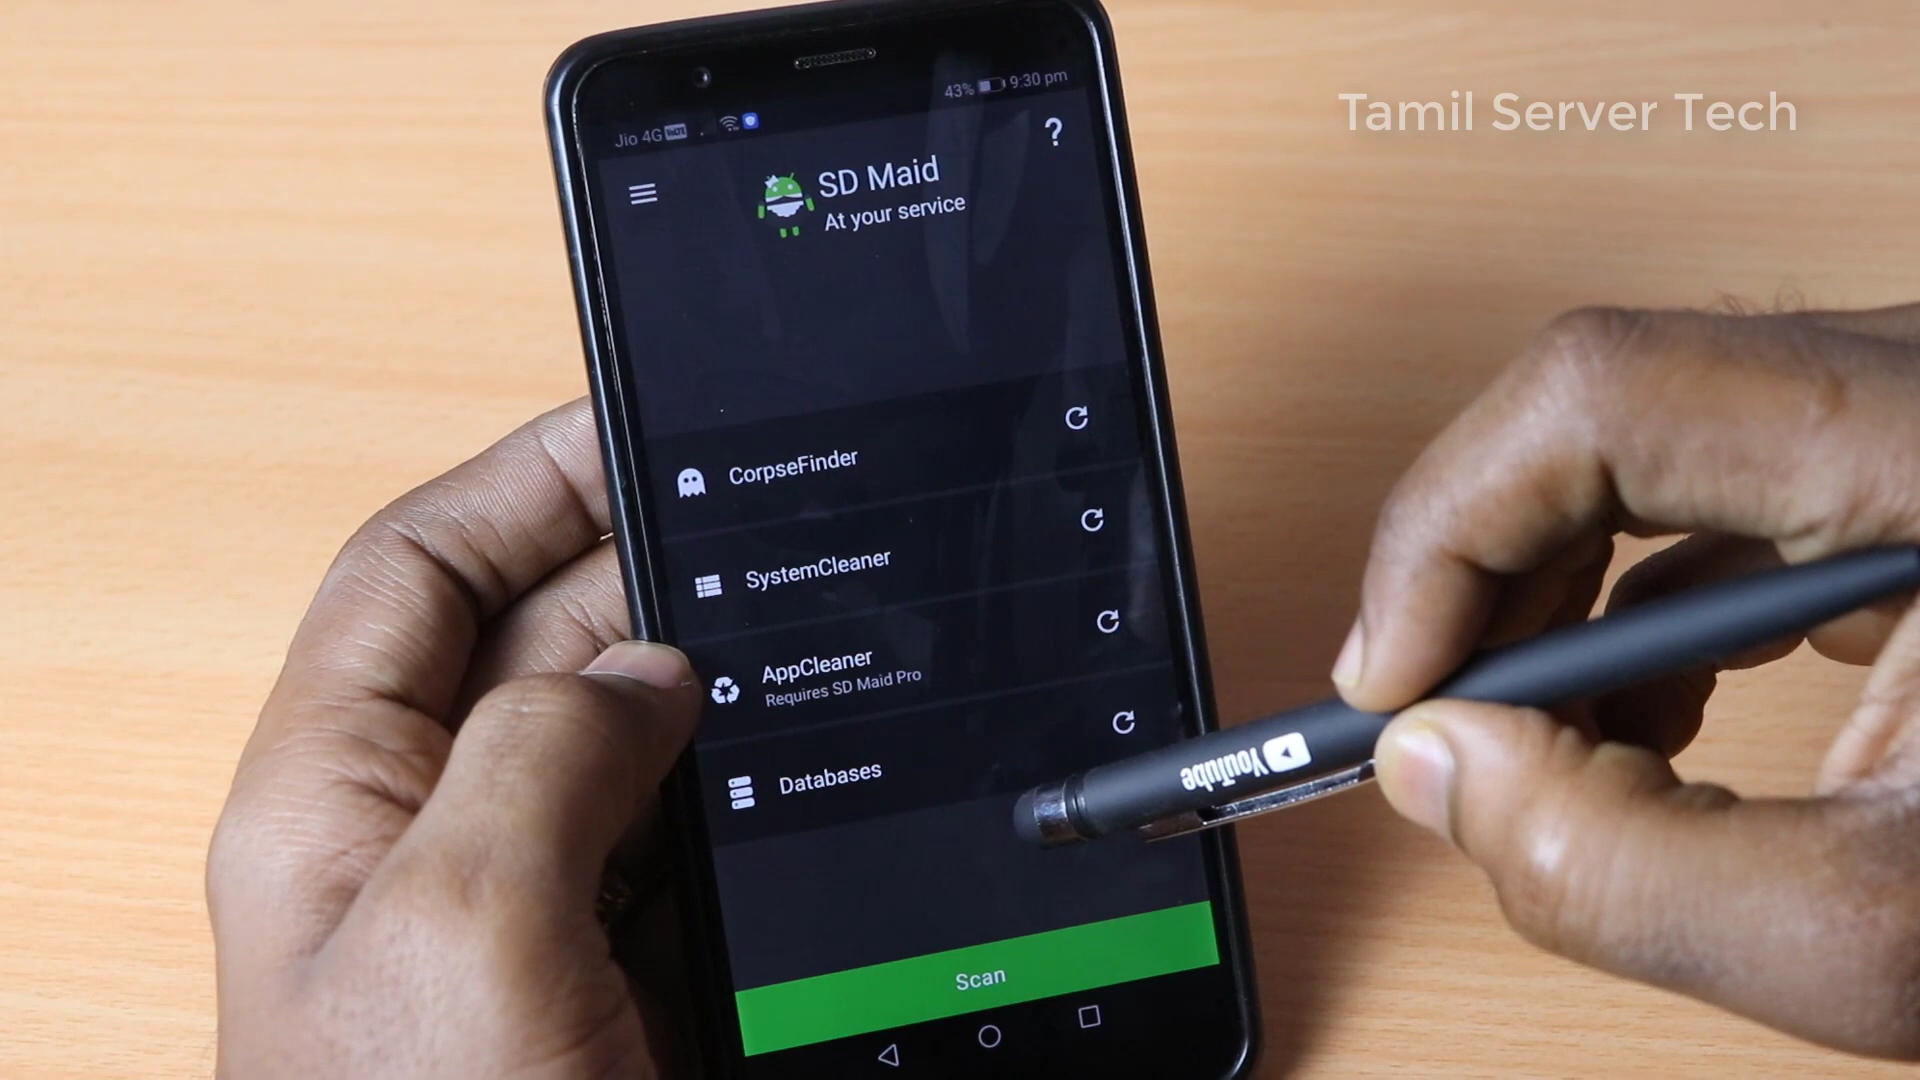 Tamil Server Tech
Jio 4G VoLTE
43% 9:30 pm
?
SD Maid
At your service
CorpseFinder
SystemCleaner
AppCleaner
Requires SD Maid Pro
Databases
YouTube
Scan